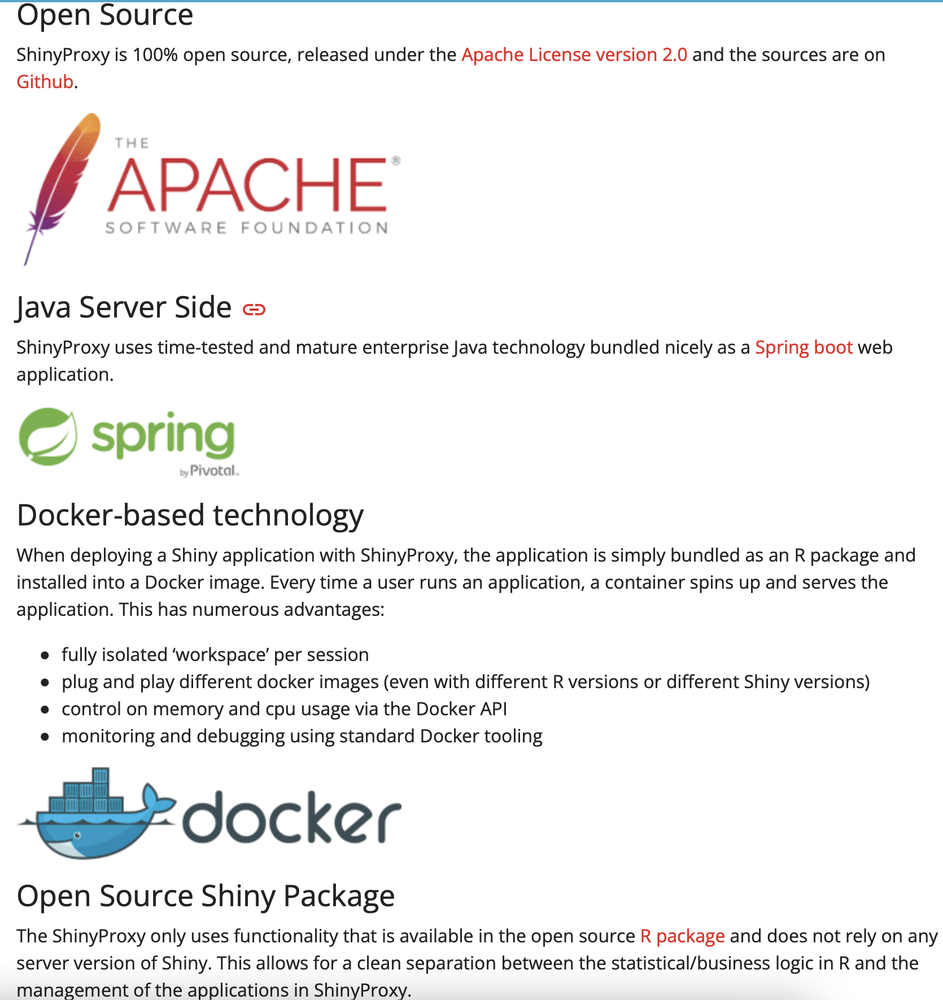 Open Source
ShinyProxy is 100% open source, released under the Apache License version 2.0 and the sources are on
Github.
THE
APACHE®
SOFTWARE FOUNDATION
Java Server Side
ShinyProxy uses time-tested and mature enterprise Java technology bundled nicely as a Spring boot web
application.
spring
by Pivotal™
Docker-based technology
When deploying a Shiny application with ShinyProxy, the application is simply bundled as an R package and
installed into a Docker image. Every time a user runs an application, a container spins up and serves the
application. This has numerous advantages:
• fully isolated ‘workspace’ per session
• plug and play different docker images (even with different R versions or different Shiny versions)
• control on memory and cpu usage via the Docker API
• monitoring and debugging using standard Docker tooling
docker
Open Source Shiny Package
The ShinyProxy only uses functionality that is available in the open source R package and does not rely on any
server version of Shiny. This allows for a clean separation between the statistical/business logic in R and the
management of the applications in ShinyProxy.